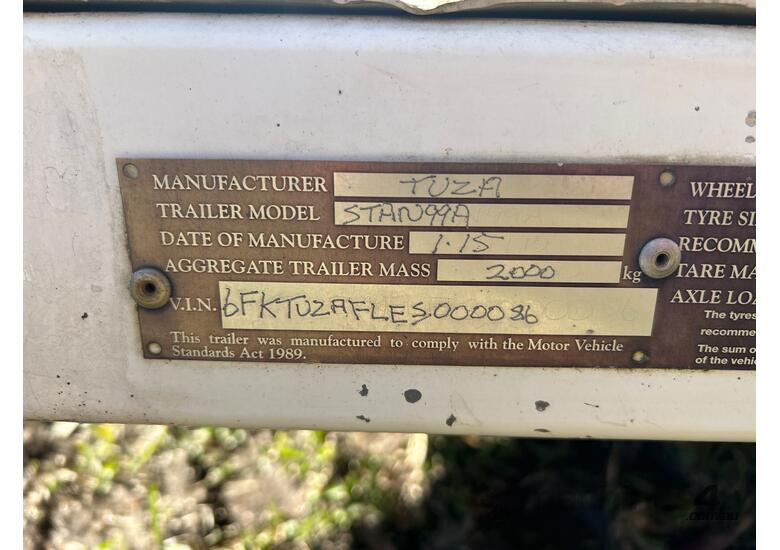 MANUFACTURER TUZA
TRAILER MODEL STAN99A
DATE OF MANUFACTURE 1.15
AGGREGATE TRAILER MASS 2000 kg
V.I.N. 6FKTUZAFLES000086
This trailer was manufactured to comply with the Motor Vehicle
Standards Act 1989.
WHEEL
TYRE SI
RECOMM
TARE MA
AXLE LOA
The tyres
recomme
The sum o
of the vehic